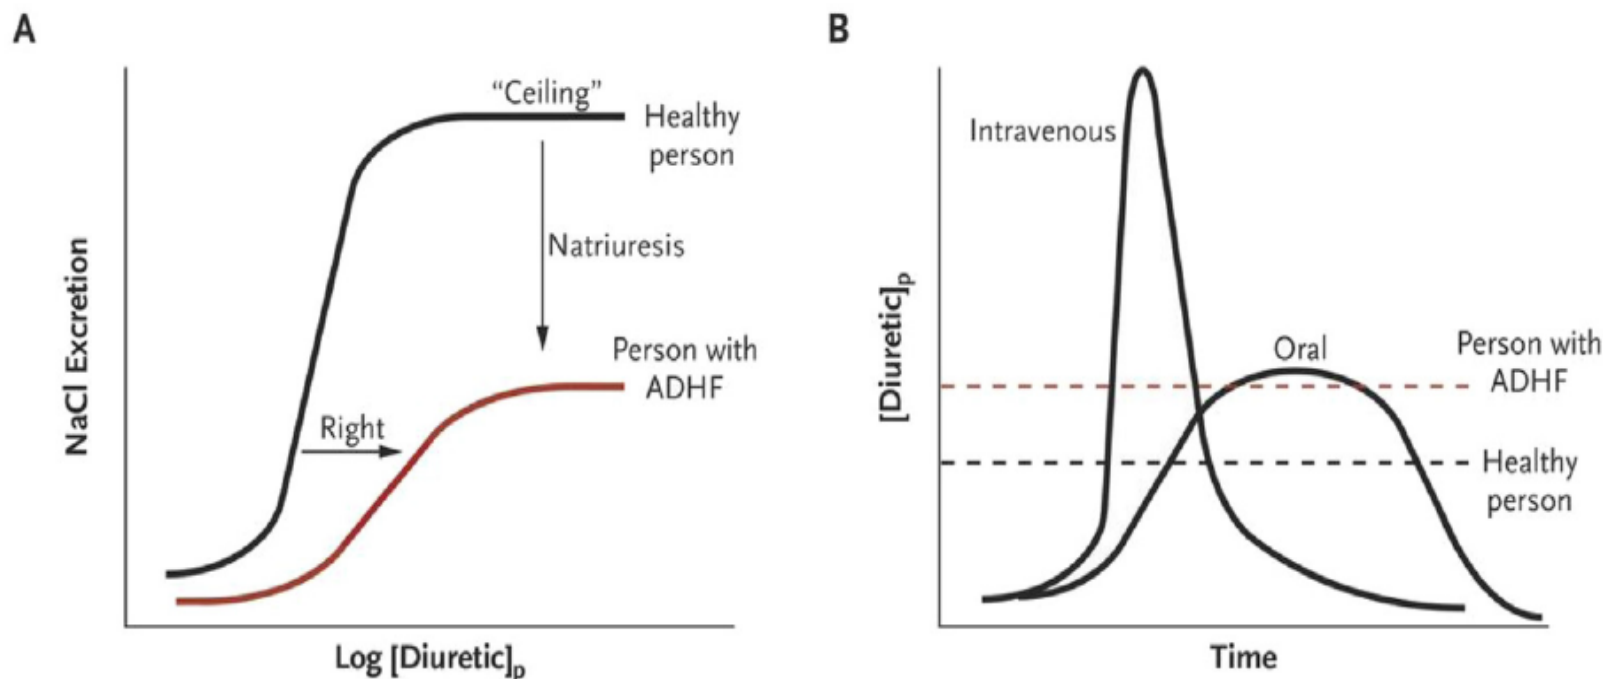 A
"Ceiling"
Healthy
person
Natriuresis
Person with
ADHF
Right
NaCl Excretion
Log [Diuretic]p
B
Intravenous
Oral
Person with
ADHF
Healthy
person
[Diuretic]p
Time